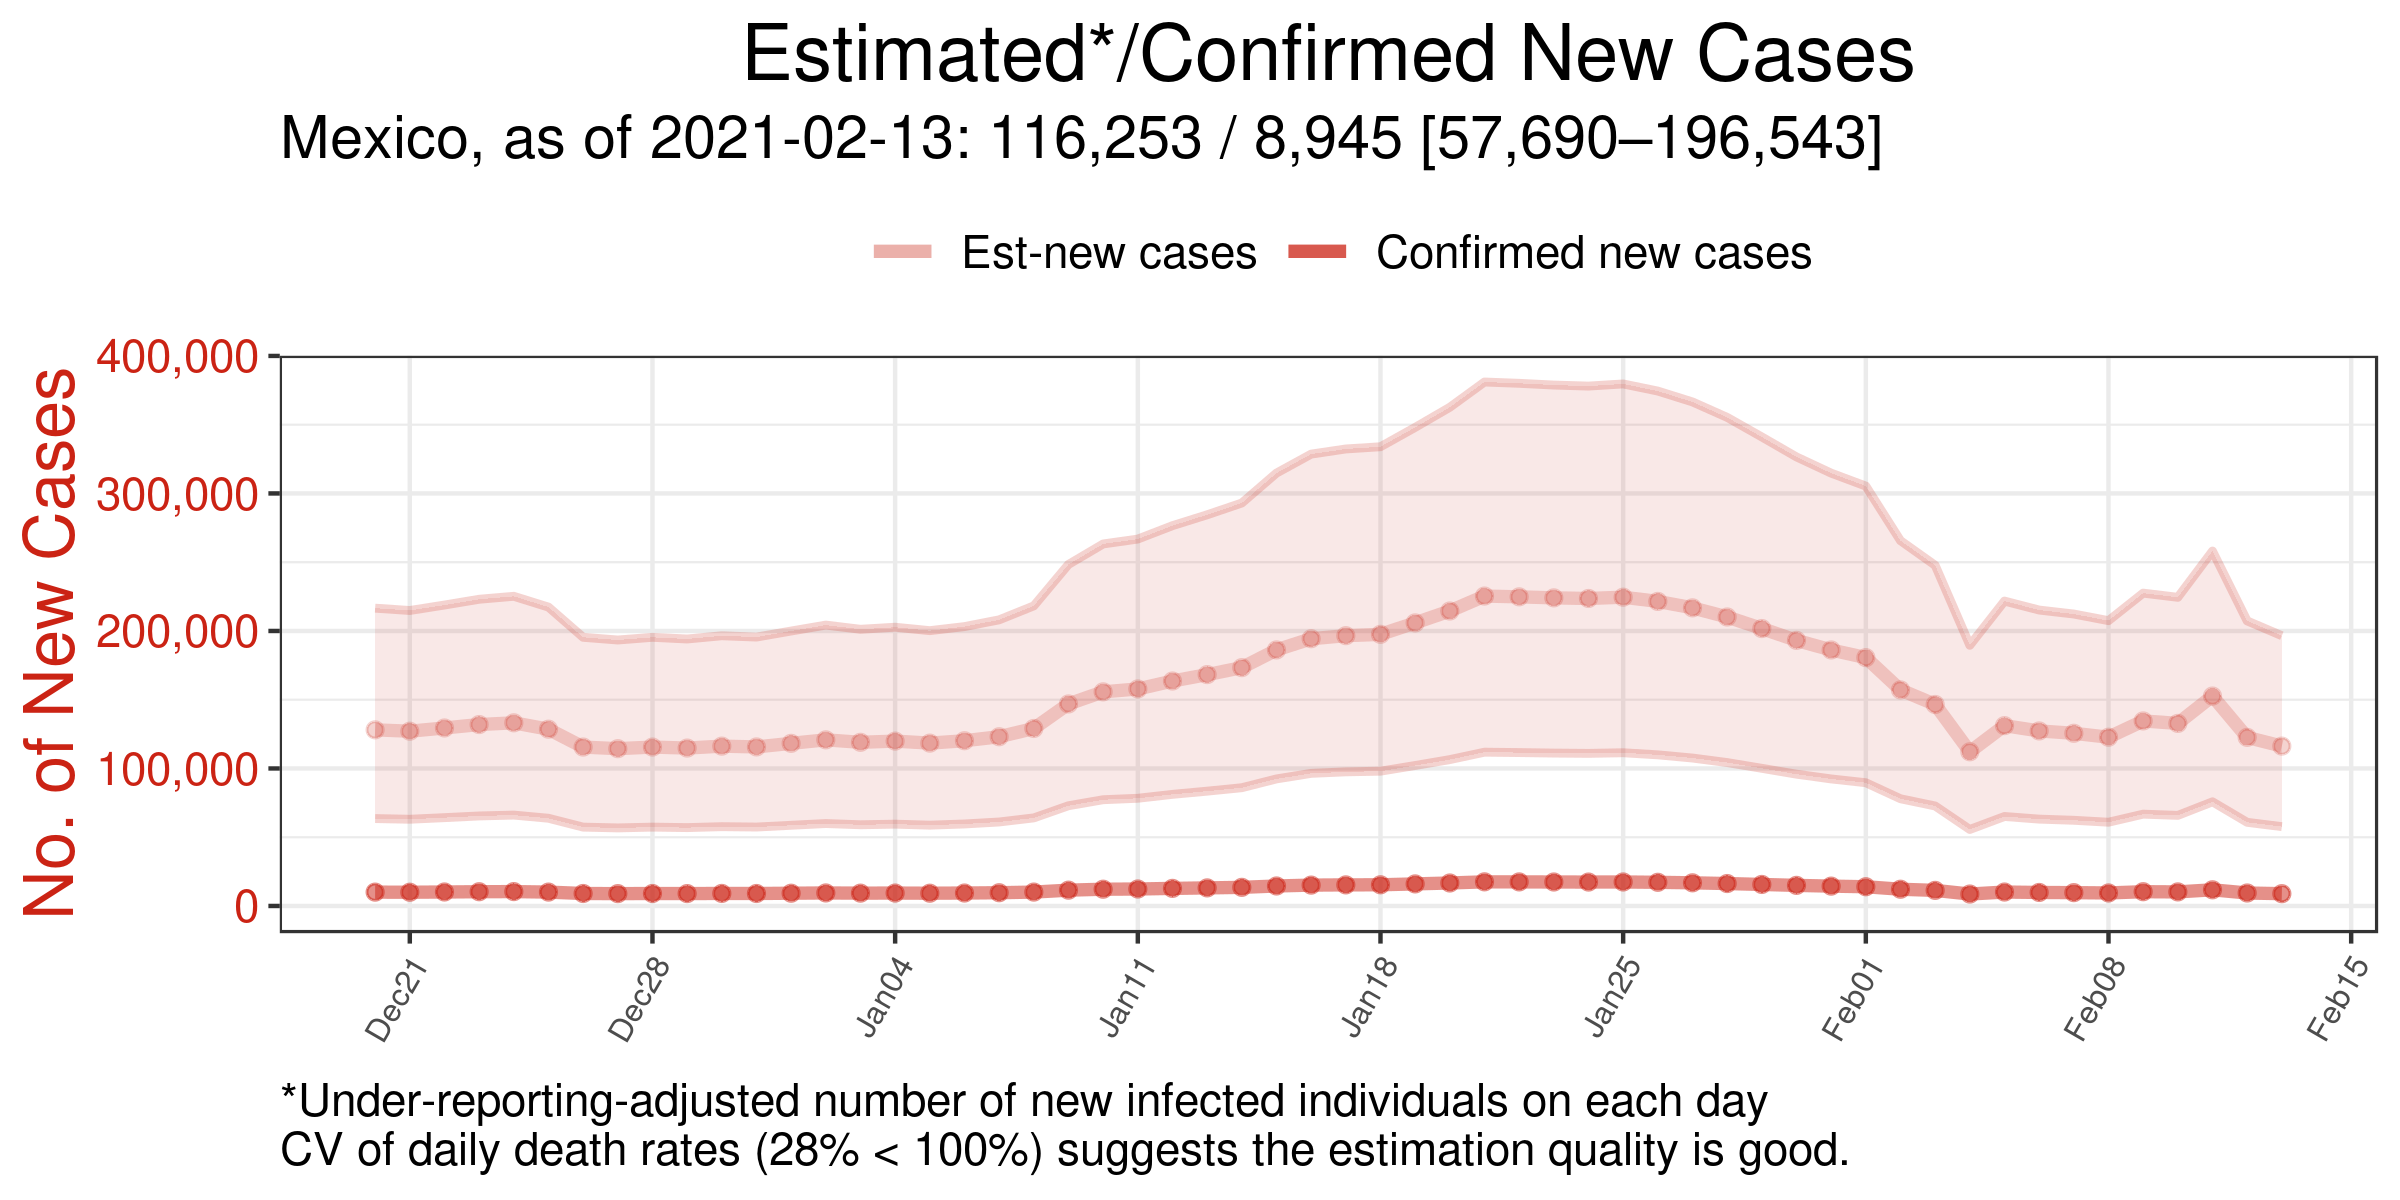 Estimated*/Confirmed New Cases
Mexico, as of 2021-02-13: 116,253 / 8,945 [57,690–196,543]
Est-new cases
Confirmed new cases
No. of New Cases
400,000
300,000
200,000
100,000
0
Dec21
Dec28
Jan04
Jan11
Jan18
Jan25
Feb01
Feb08
Feb15
*Under-reporting-adjusted number of new infected individuals on each day
CV of daily death rates (28% < 100%) suggests the estimation quality is good.